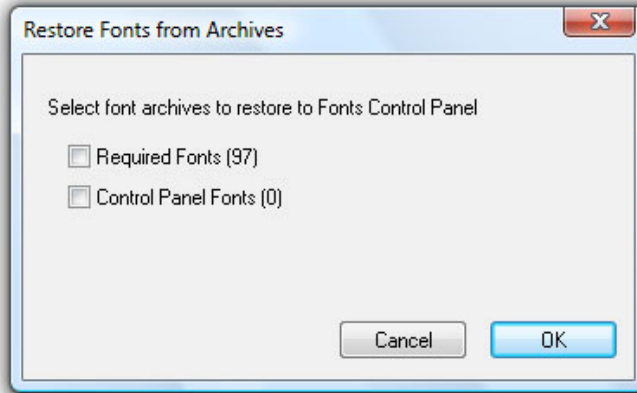 Restore Fonts from Archives
Select font archives to restore to Fonts Control Panel
Required Fonts (97)
Control Panel Fonts (0)
Cancel OK